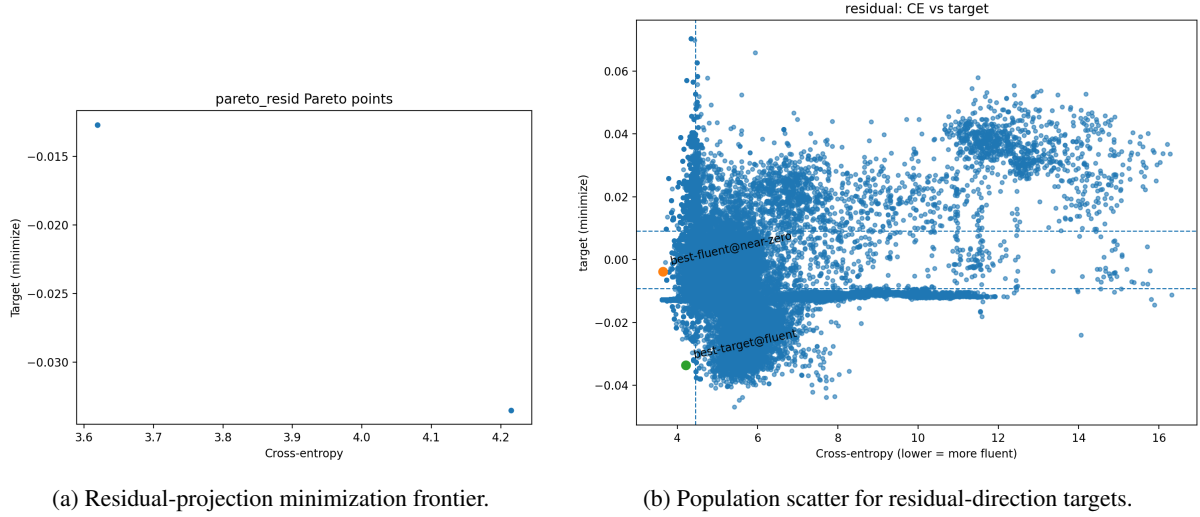 pareto_resid Pareto points
Target (minimize)
−0.015
−0.020
−0.025
−0.030
3.6 3.7 3.8 3.9 4.0 4.1 4.2
Cross-entropy
(a) Residual-projection minimization frontier.
residual: CE vs target
target (minimize)
0.06
0.04
0.02
0.00
−0.02
−0.04
best-fluent@near-zero
best-target@fluent
4 6 8 10 12 14 16
Cross-entropy (lower = more fluent)
(b) Population scatter for residual-direction targets.